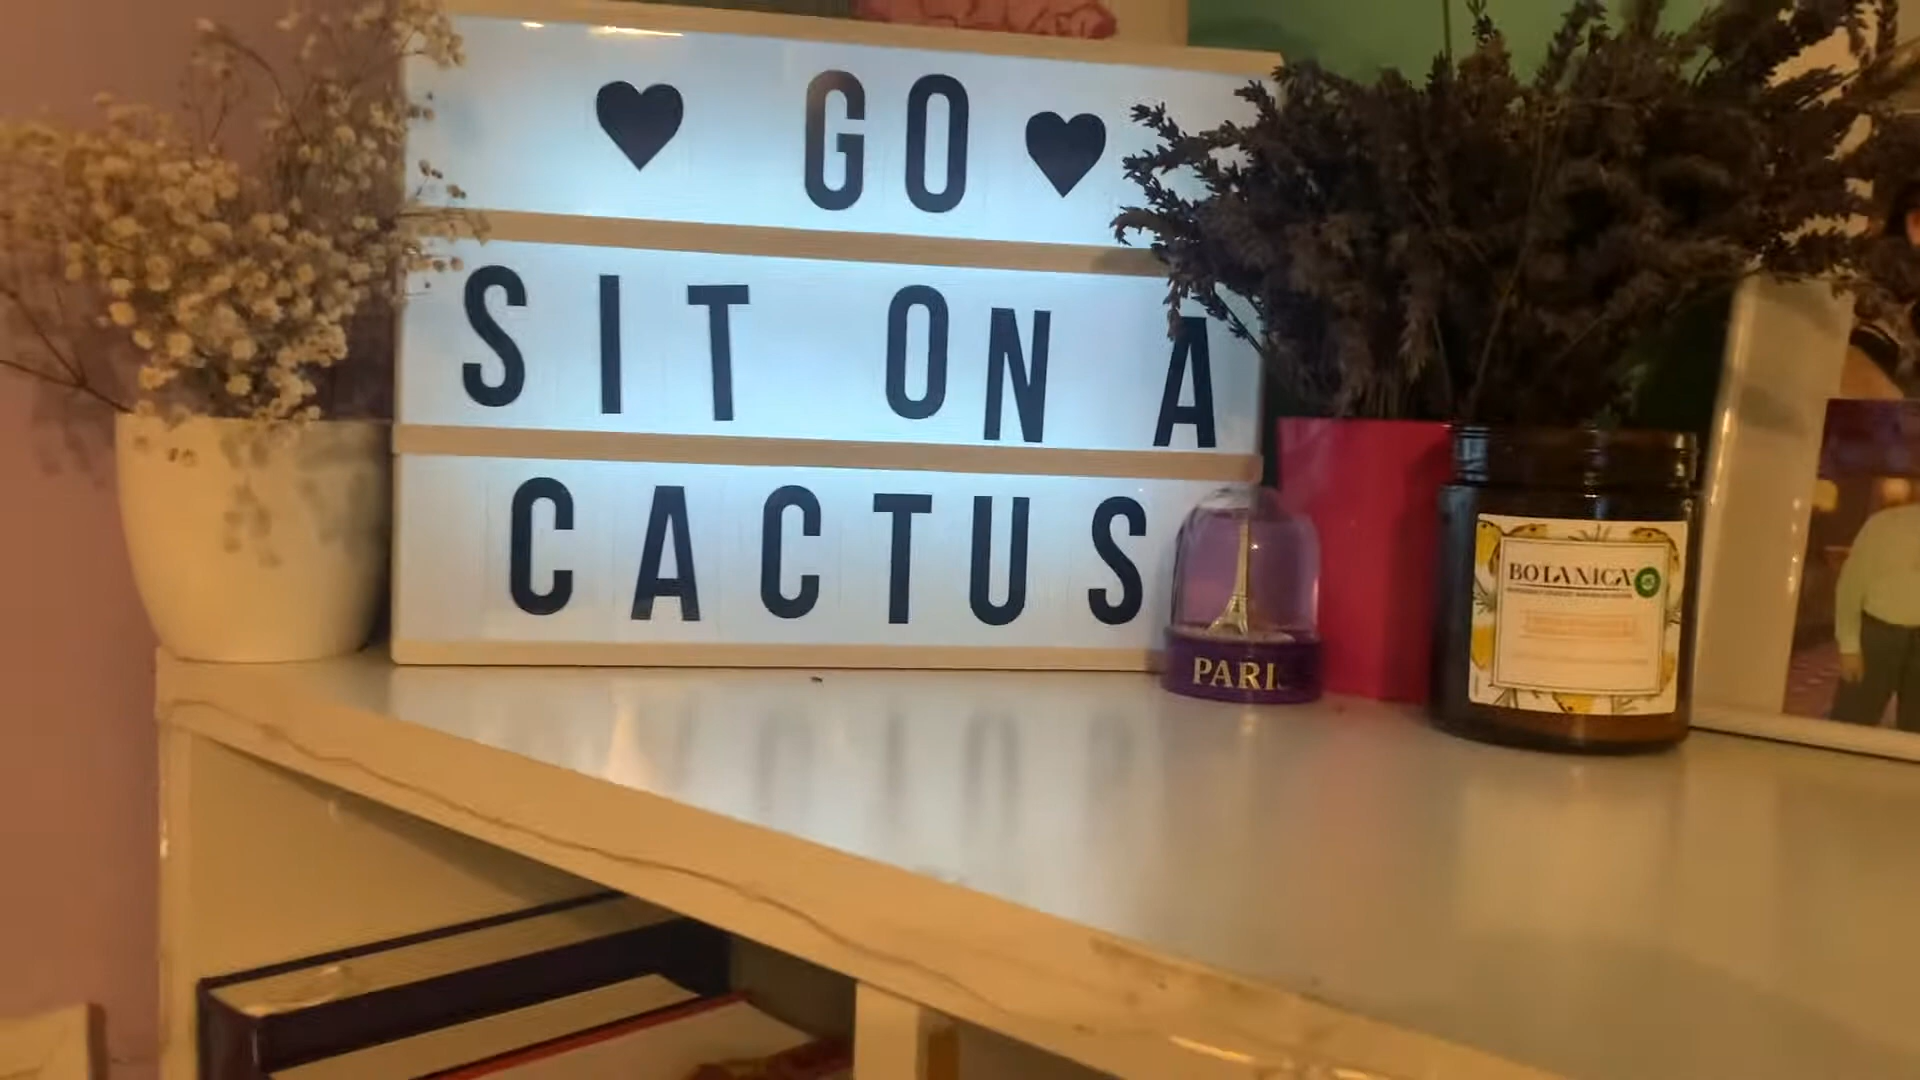 ♥ GO ♥
SIT ON A
CACTUS
PARIS
BOTANICA